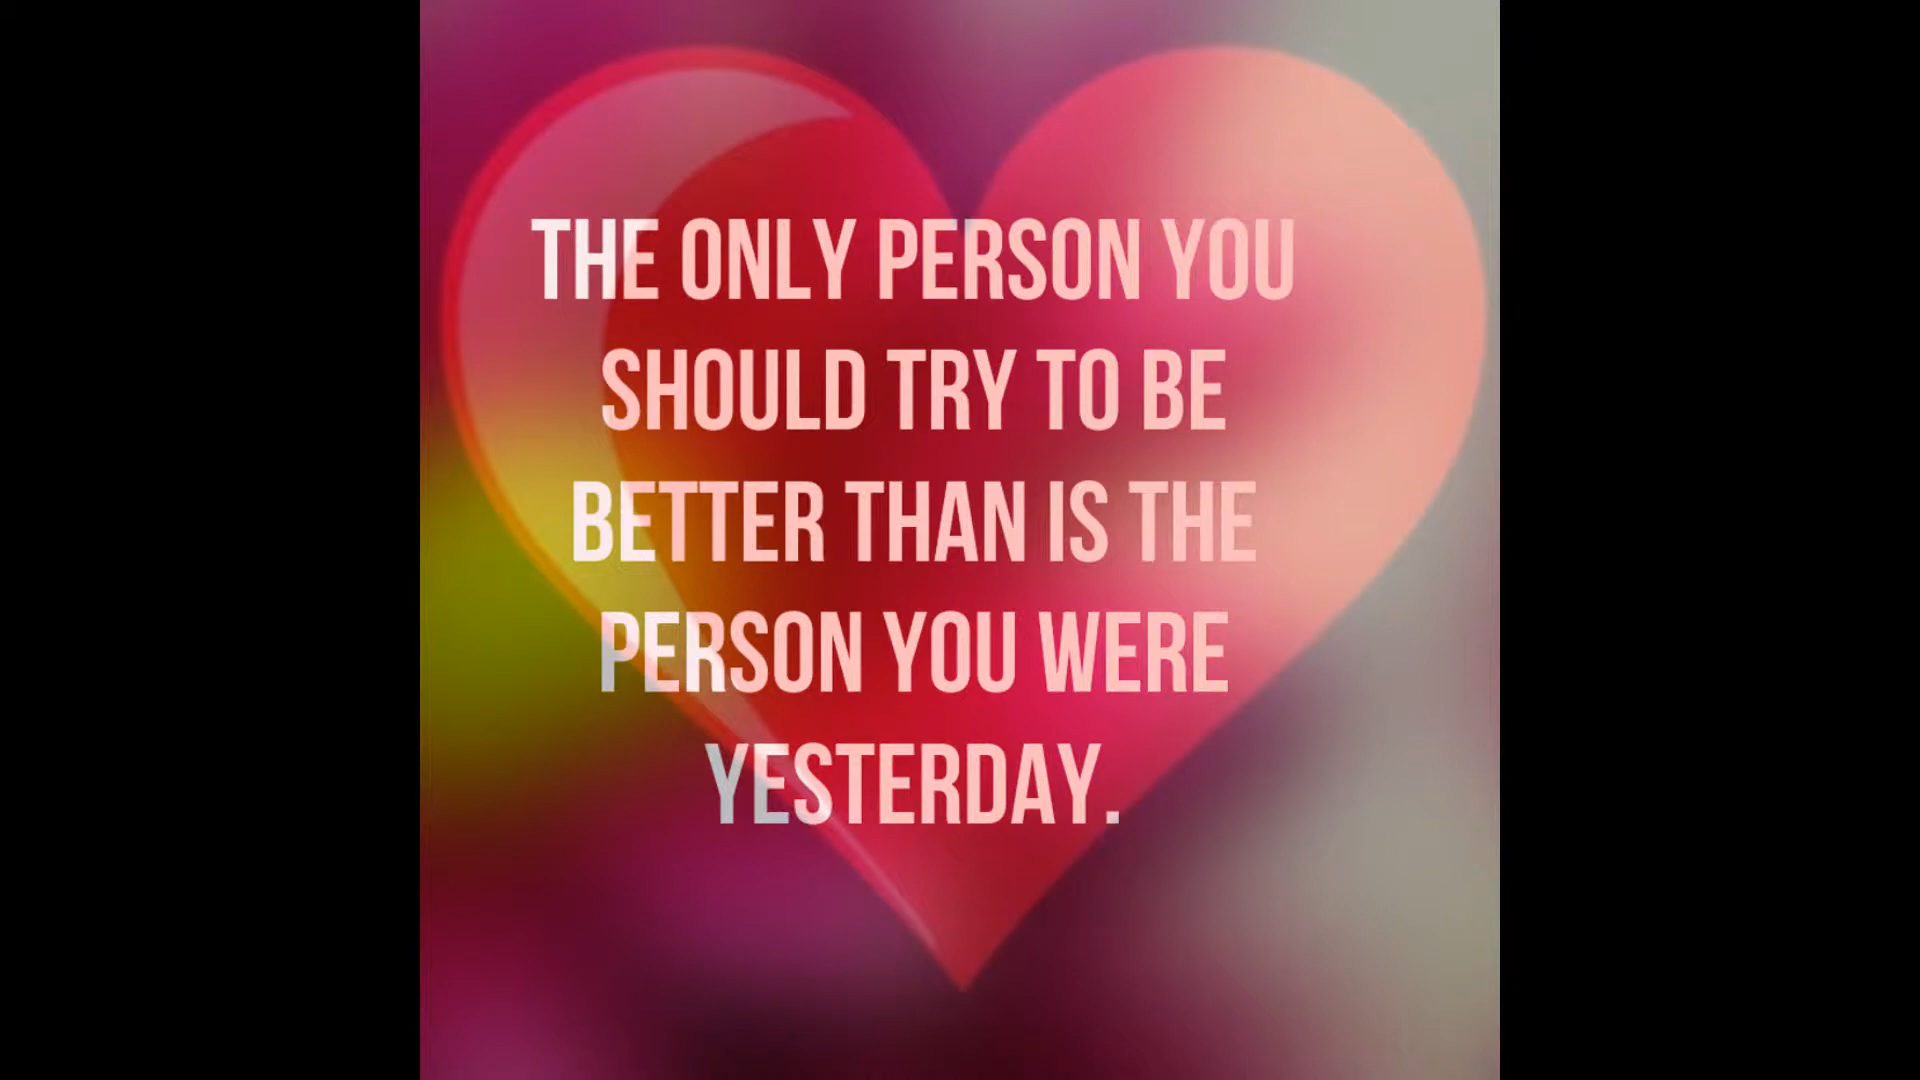 THE ONLY PERSON YOU
SHOULD TRY TO BE
BETTER THAN IS THE
PERSON YOU WERE
YESTERDAY.